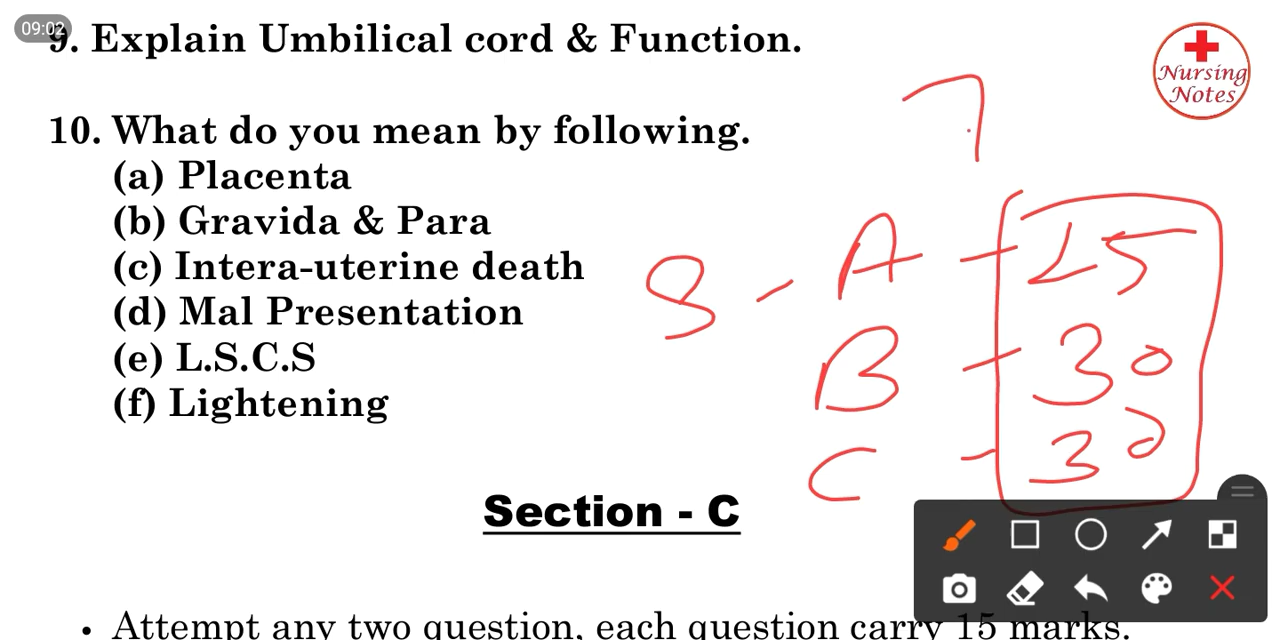 09:02
9. Explain Umbilical cord & Function.
Nursing
Notes
7
10. What do you mean by following.
(a) Placenta
(b) Gravida & Para
(c) Intera-uterine death
(d) Mal Presentation
(e) L.S.C.S
(f) Lightening
S - A - 15
B - 30
C - 30
Section - C
• Attempt any two question, each question carry 15 marks.